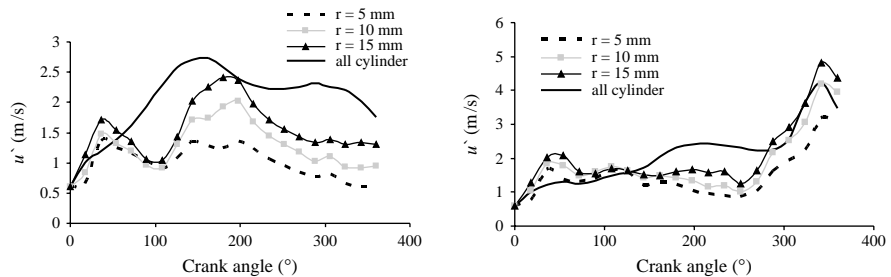 r = 5 mm
r = 10 mm
r = 15 mm
all cylinder
3
2.5
2
1.5
1
0.5
0
u` (m/s)
0
100
200
300
400
Crank angle (°)
6
5
4
3
2
1
0
u` (m/s)
r = 5 mm
r = 10 mm
r = 15 mm
all cylinder
0
100
200
300
400
Crank angle (°)